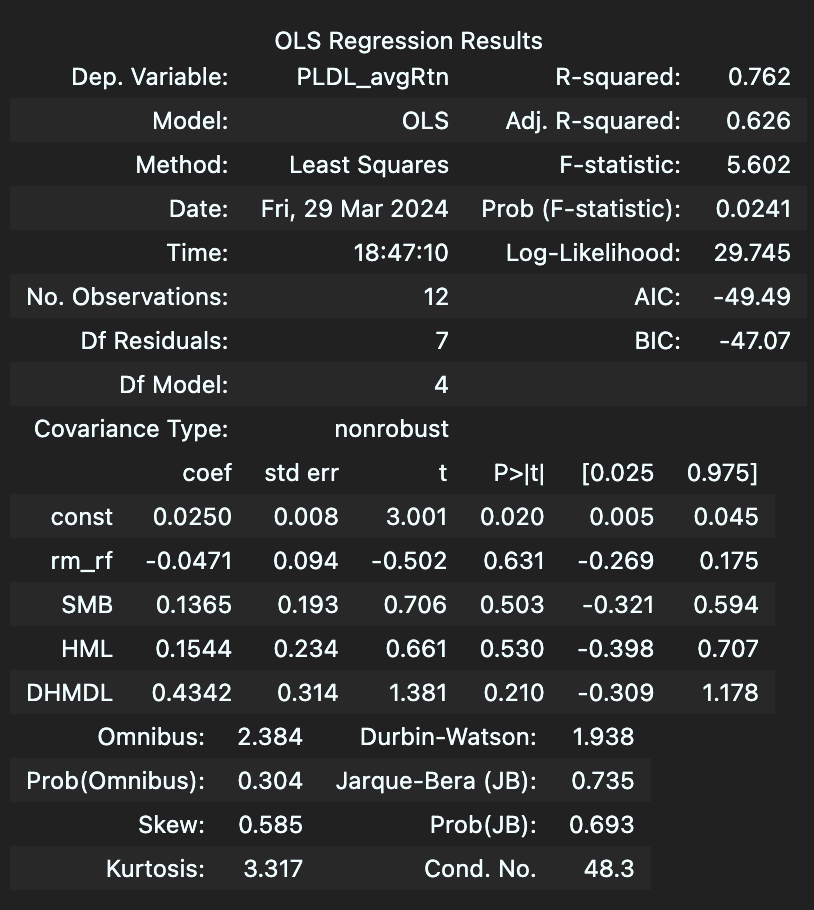 OLS Regression Results
Dep. Variable: PLDL_avgRtn R-squared: 0.762
Model: OLS Adj. R-squared: 0.626
Method: Least Squares F-statistic: 5.602
Date: Fri, 29 Mar 2024 Prob (F-statistic): 0.0241
Time: 18:47:10 Log-Likelihood: 29.745
No. Observations: 12 AIC: -49.49
Df Residuals: 7 BIC: -47.07
Df Model: 4
Covariance Type: nonrobust
coef std err t P>|t| [0.025 0.975]
const 0.0250 0.008 3.001 0.020 0.005 0.045
rm_rf -0.0471 0.094 -0.502 0.631 -0.269 0.175
SMB 0.1365 0.193 0.706 0.503 -0.321 0.594
HML 0.1544 0.234 0.661 0.530 -0.398 0.707
DHMDL 0.4342 0.314 1.381 0.210 -0.309 1.178
Omnibus: 2.384 Durbin-Watson: 1.938
Prob(Omnibus): 0.304 Jarque-Bera (JB): 0.735
Skew: 0.585 Prob(JB): 0.693
Kurtosis: 3.317 Cond. No. 48.3